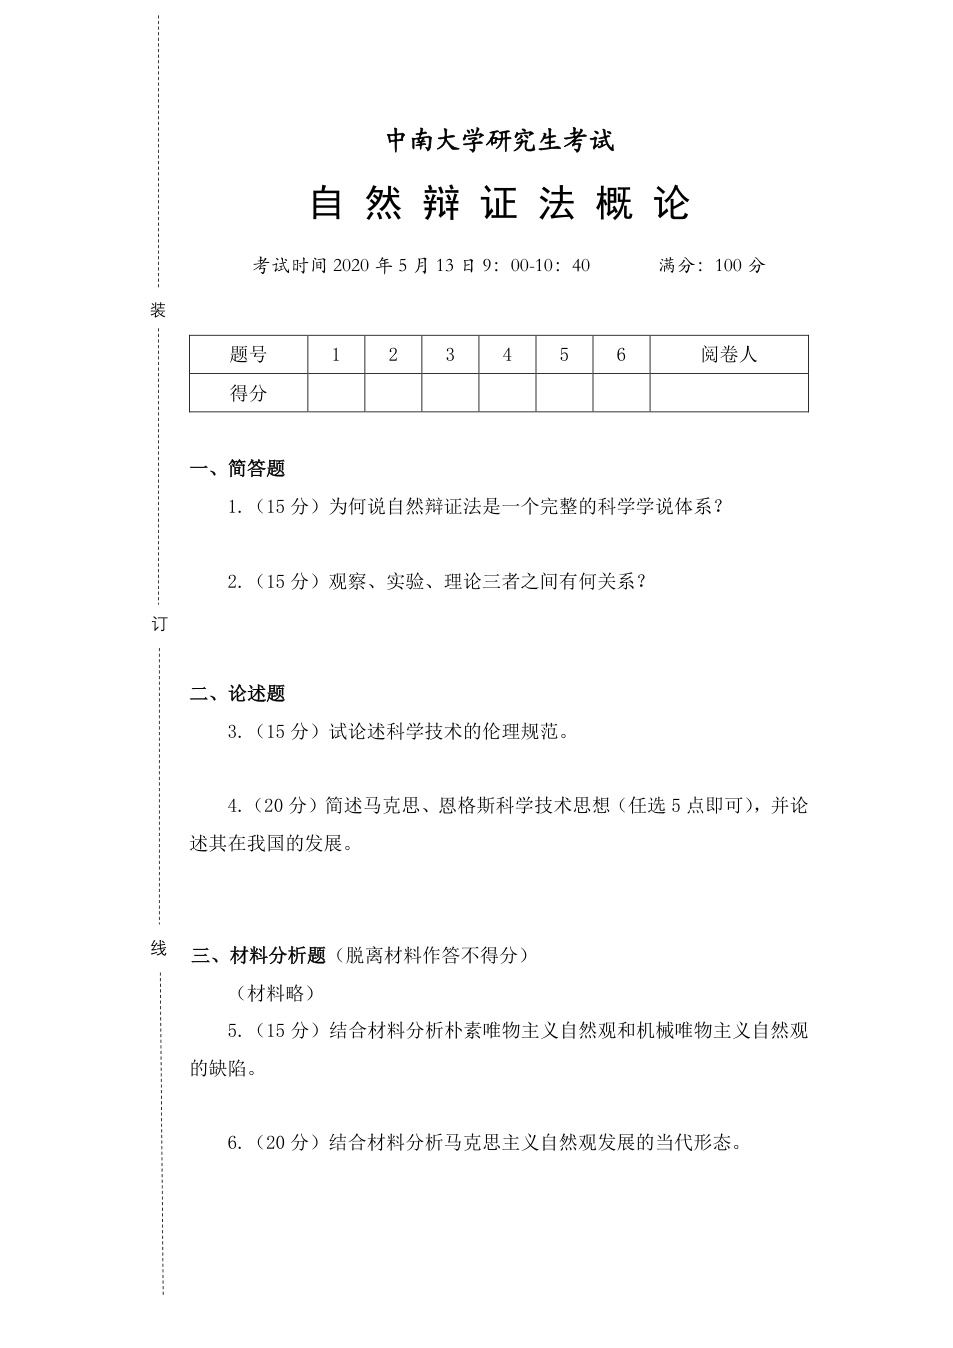 中南大学研究生考试
自然辩证法概论
考试时间 2020 年 5 月 13 日 9：00-10：40 满分：100 分
题号 1 2 3 4 5 6 阅卷人
得分
一、简答题
1.（15 分）为何说自然辩证法是一个完整的科学学说体系？
2.（15 分）观察、实验、理论三者之间有何关系？
二、论述题
3.（15 分）试论述科学技术的伦理规范。
4.（20 分）简述马克思、恩格斯科学技术思想（任选 5 点即可），并论
述其在我国的发展。
三、材料分析题（脱离材料作答不得分）
（材料略）
5.（15 分）结合材料分析朴素唯物主义自然观和机械唯物主义自然观
的缺陷。
6.（20 分）结合材料分析马克思主义自然观发展的当代形态。
装
订
线